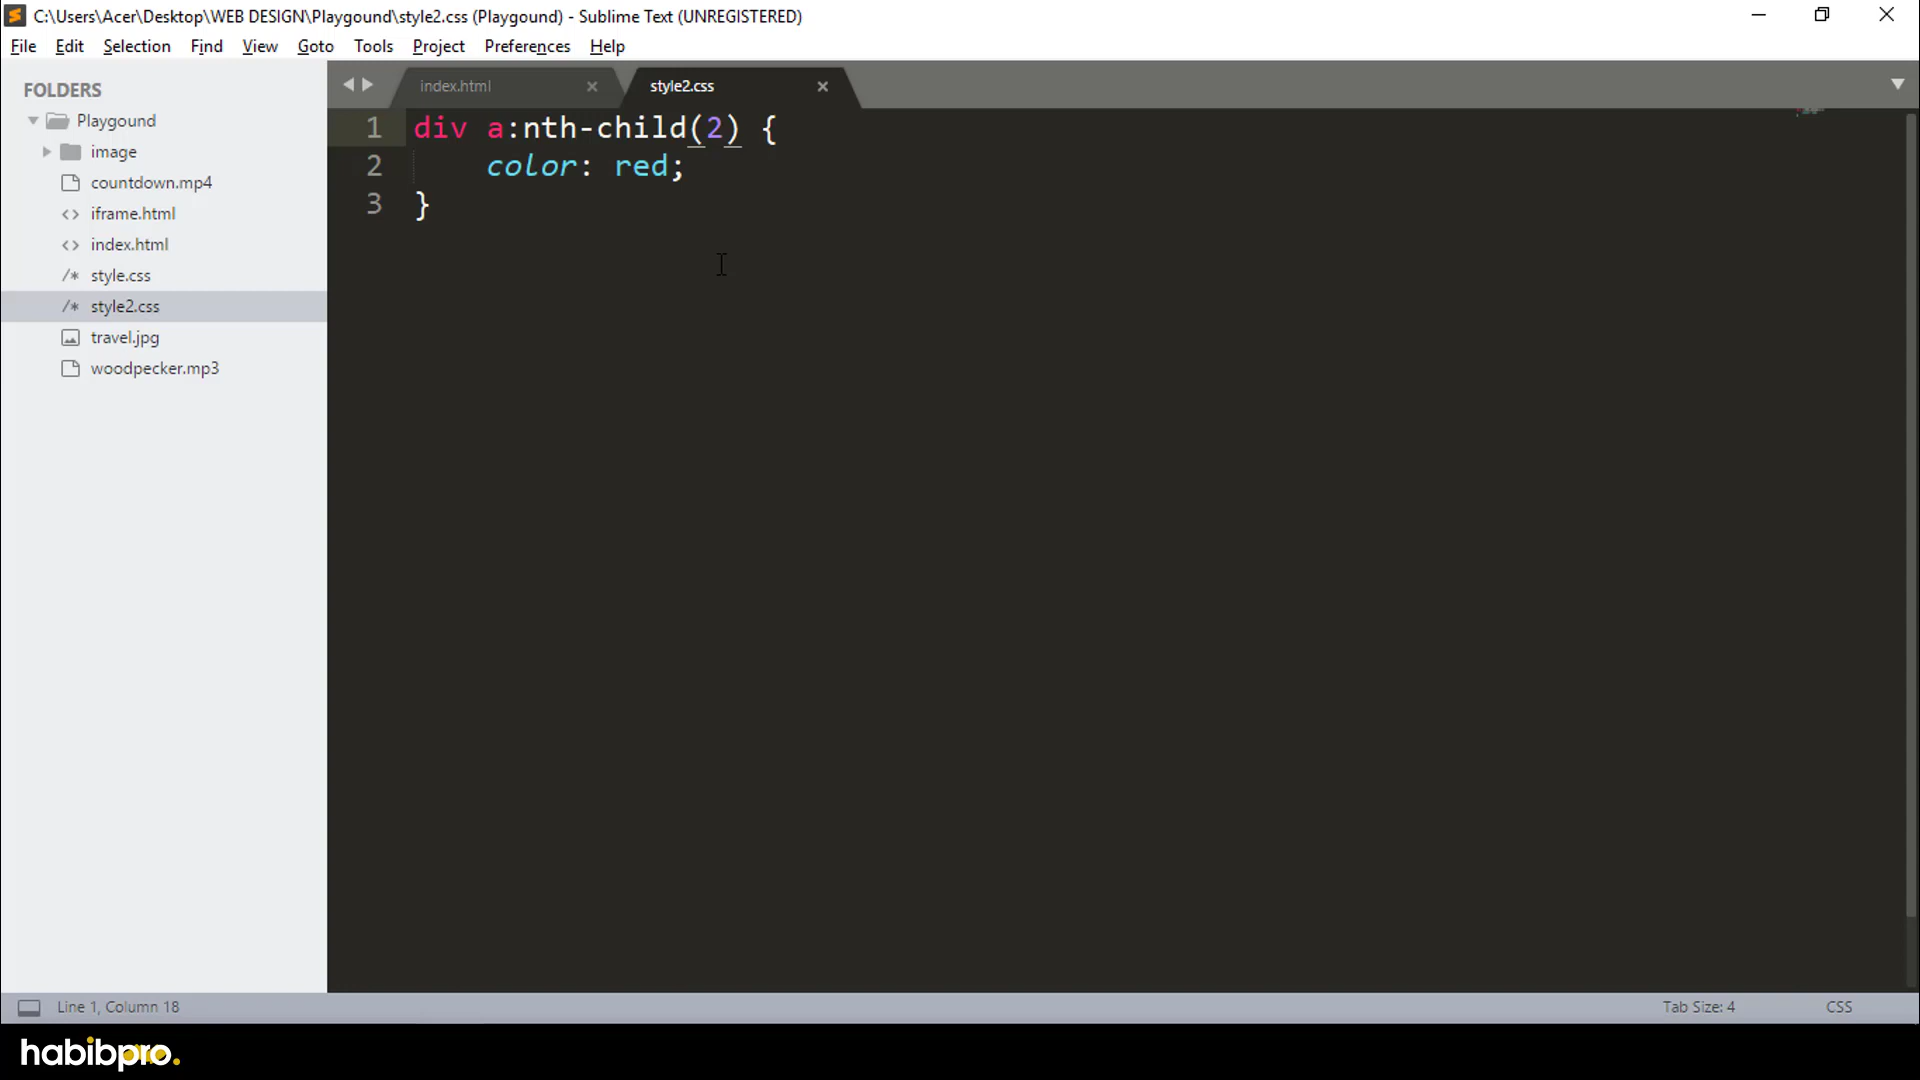 C:\Users\Acer\Desktop\WEB DESIGN\Playgound\style2.css (Playgound) - Sublime Text (UNREGISTERED)
File Edit Selection Find View Goto Tools Project Preferences Help
FOLDERS
Playgound
image
countdown.mp4
iframe.html
index.html
style.css
style2.css
travel.jpg
woodpecker.mp3
index.html style2.css
1 div a:nth-child(2) {
2 color: red;
3 }
Line 1, Column 18 Tab Size: 4 CSS
habibpro.